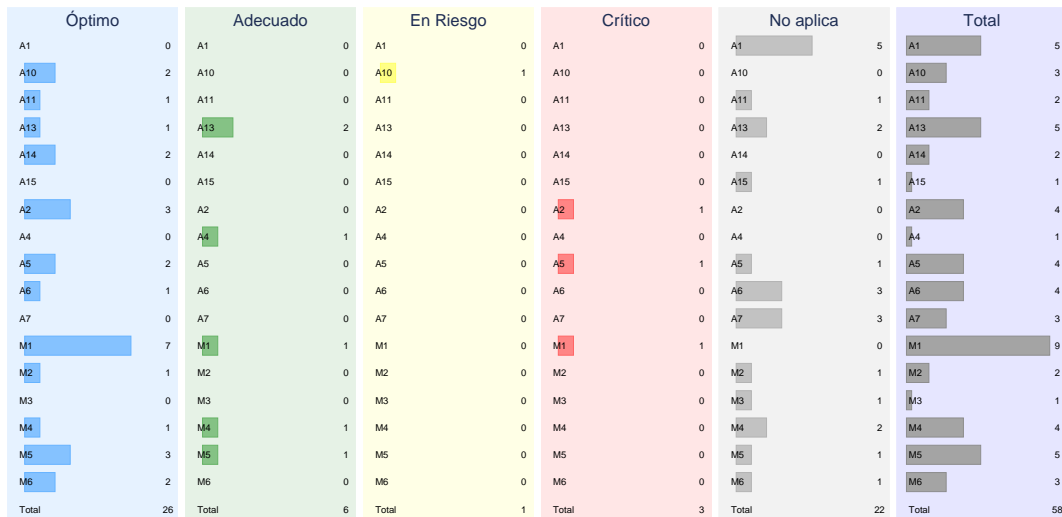 Óptimo Adecuado En Riesgo Crítico No aplica Total
A1 0 A1 0 A1 0 A1 0 A1 5 A1 5
A10 2 A10 0 A10 1 A10 0 A10 0 A10 3
A11 1 A11 0 A11 0 A11 0 A11 1 A11 2
A13 1 A13 2 A13 0 A13 0 A13 2 A13 5
A14 2 A14 0 A14 0 A14 0 A14 0 A14 2
A15 0 A15 0 A15 0 A15 0 A15 1 A15 1
A2 3 A2 0 A2 0 A2 1 A2 0 A2 4
A4 0 A4 1 A4 0 A4 0 A4 0 A4 1
A5 2 A5 0 A5 0 A5 1 A5 1 A5 4
A6 1 A6 0 A6 0 A6 0 A6 3 A6 4
A7 0 A7 0 A7 0 A7 0 A7 3 A7 3
M1 7 M1 1 M1 0 M1 1 M1 0 M1 9
M2 1 M2 0 M2 0 M2 0 M2 1 M2 2
M3 0 M3 0 M3 0 M3 0 M3 1 M3 1
M4 1 M4 1 M4 0 M4 0 M4 2 M4 4
M5 3 M5 1 M5 0 M5 0 M5 1 M5 5
M6 2 M6 0 M6 0 M6 0 M6 1 M6 3
Total 26 Total 6 Total 1 Total 3 Total 22 Total 58